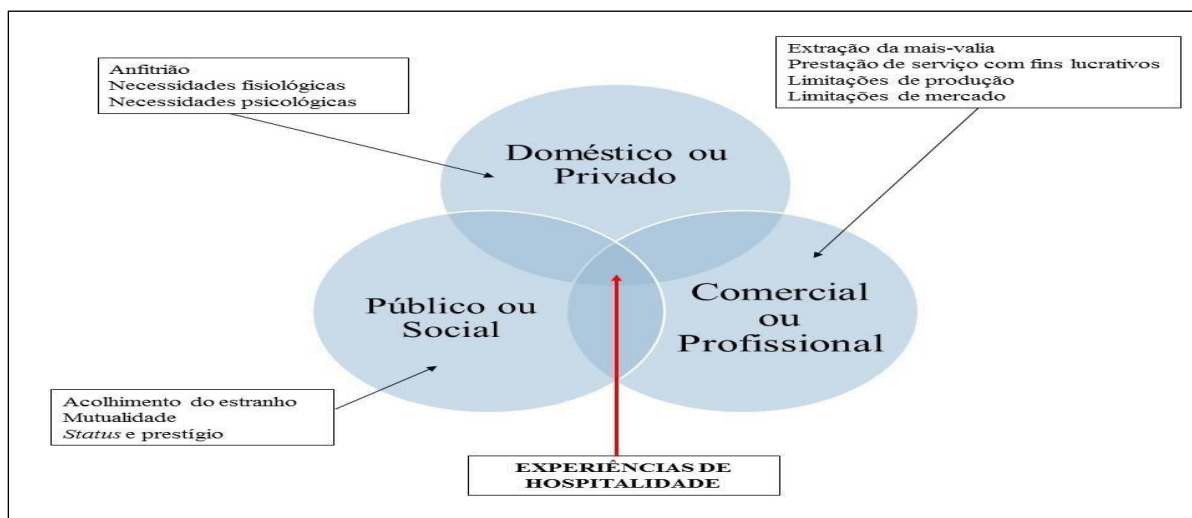 Extração da mais-valia
Prestação de serviço com fins lucrativos
Limitações de produção
Limitações de mercado
Anfitrião
Necessidades fisiológicas
Necessidades psicológicas
Doméstico ou
Privado
Público ou
Social
Comercial
ou
Profissional
Acolhimento do estranho
Mutualidade
Status e prestígio
EXPERIÊNCIAS DE
HOSPITALIDADE